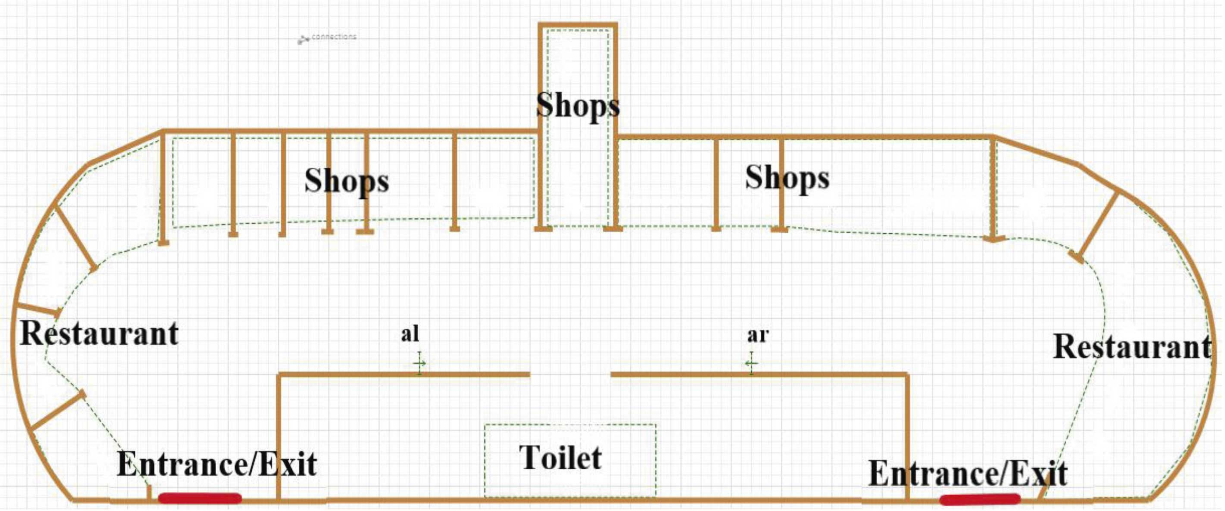 connections
Shops
Shops
Shops
al
ar
Restaurant
Restaurant
Toilet
Entrance/Exit
Entrance/Exit